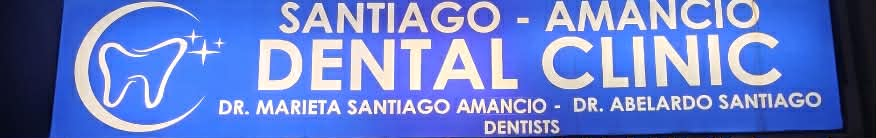 SANTIAGO - AMANCIO
DENTAL CLINIC
DR. MARIETA SANTIAGO AMANCIO - DR. ABELARDO SANTIAGO
DENTISTS